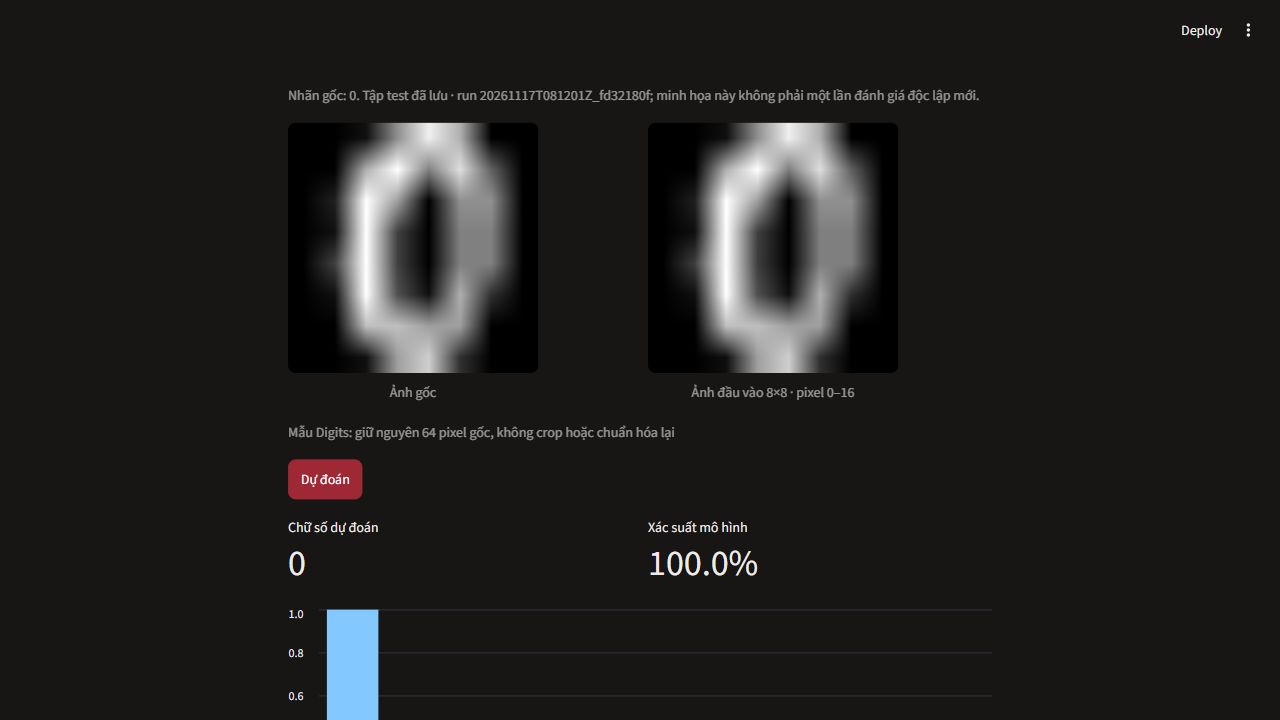 Deploy
Nhãn gốc: 0. Tập test đã lưu · run 20261117T081201Z_fd32180f; minh họa này không phải một lần đánh giá độc lập mới.
Ảnh gốc
Ảnh đầu vào 8×8 · pixel 0–16
Mẫu Digits: giữ nguyên 64 pixel gốc, không crop hoặc chuẩn hóa lại
Dự đoán
Chữ số dự đoán
Xác suất mô hình
0
100.0%
1.0
0.8
0.6